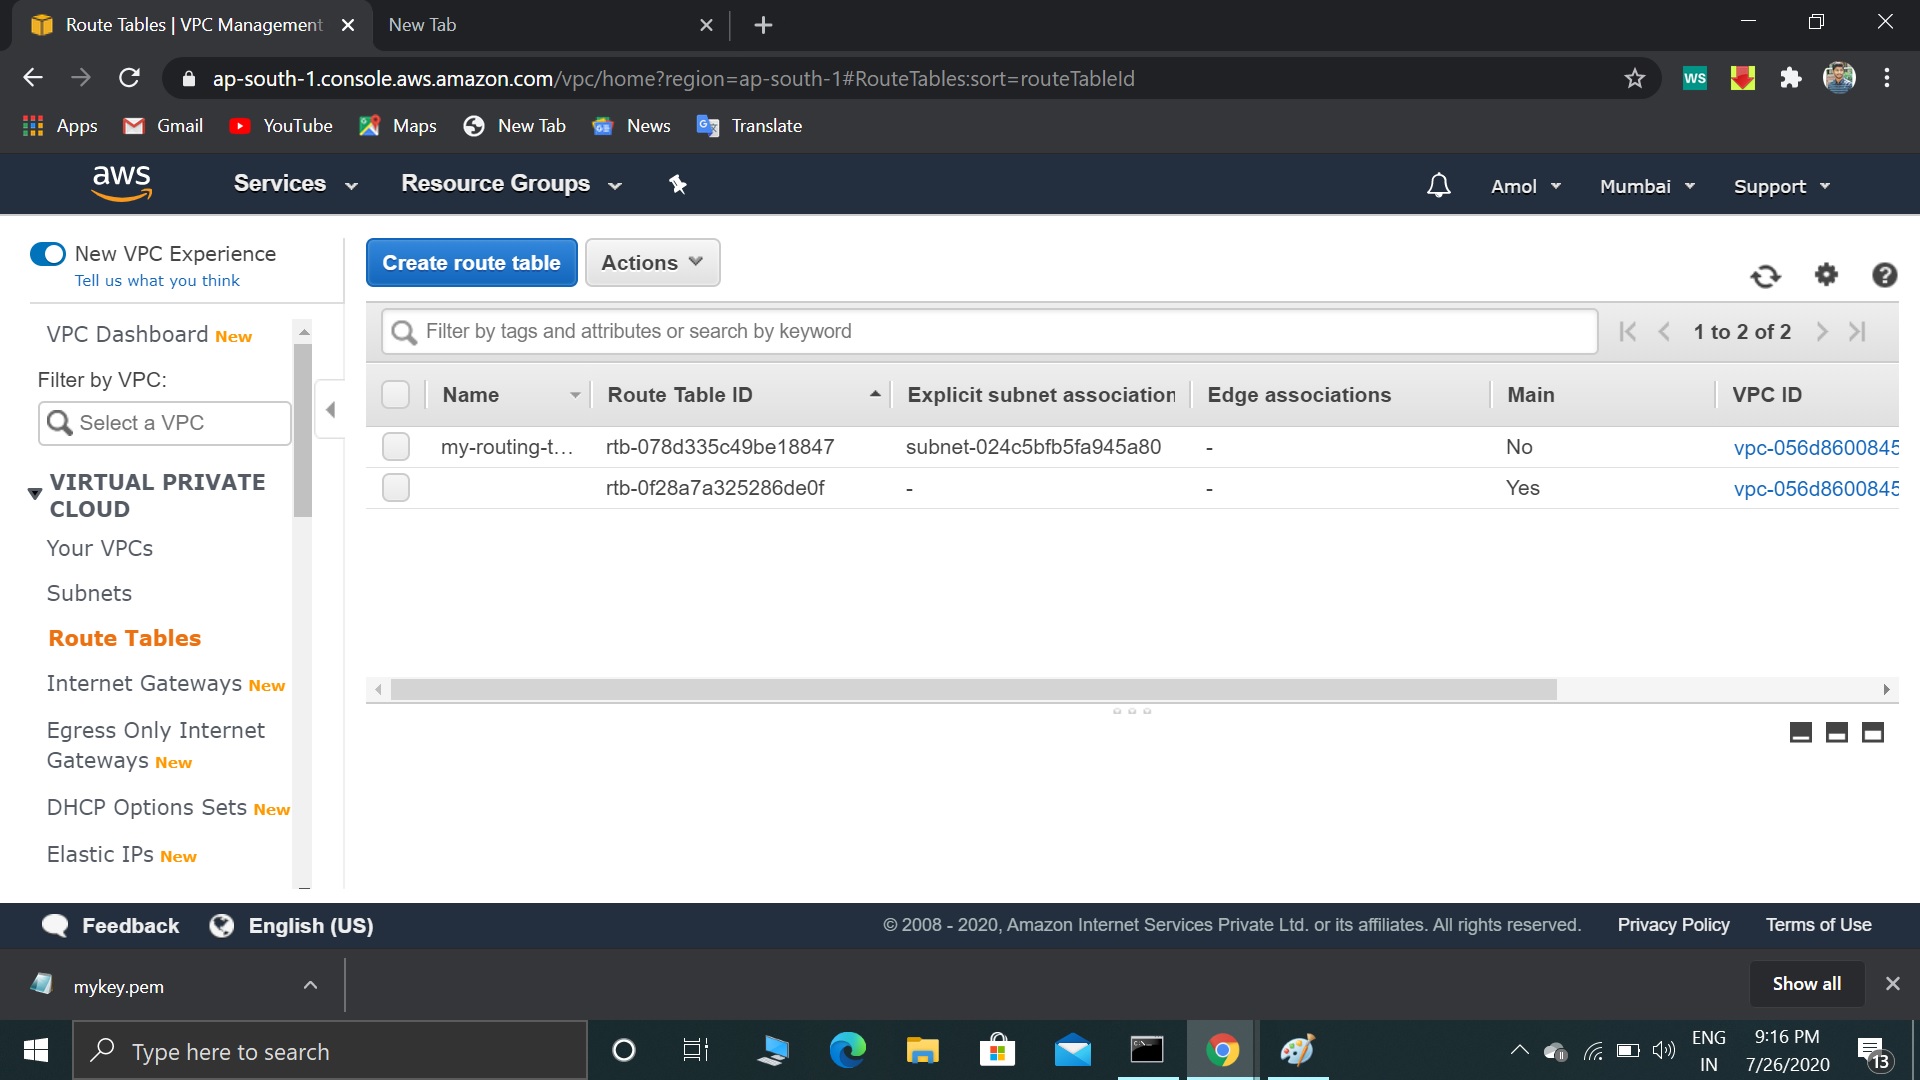 Route Tables | VPC Management
New Tab
ap-south-1.console.aws.amazon.com/vpc/home?region=ap-south-1#RouteTables:sort=routeTableId
WS
Apps
Gmail
YouTube
Maps
New Tab
News
Translate
aws
Services
Resource Groups
Amol
Mumbai
Support
New VPC Experience
Tell us what you think
Create route table
Actions
VPC Dashboard New
Filter by tags and attributes or search by keyword
1 to 2 of 2
Filter by VPC:
Select a VPC
Name
Route Table ID
Explicit subnet association
Edge associations
Main
VPC ID
my-routing-t...
rtb-078d335c49be18847
subnet-024c5bfb5fa945a80
-
No
vpc-056d8600845
rtb-0f28a7a325286de0f
-
-
Yes
vpc-056d8600845
VIRTUAL PRIVATE
CLOUD
Your VPCs
Subnets
Route Tables
Internet Gateways New
Egress Only Internet
Gateways New
DHCP Options Sets New
Elastic IPs New
Feedback
English (US)
© 2008 - 2020, Amazon Internet Services Private Ltd. or its affiliates. All rights reserved.
Privacy Policy
Terms of Use
mykey.pem
Show all
Type here to search
ENG
IN
9:16 PM
7/26/2020
13